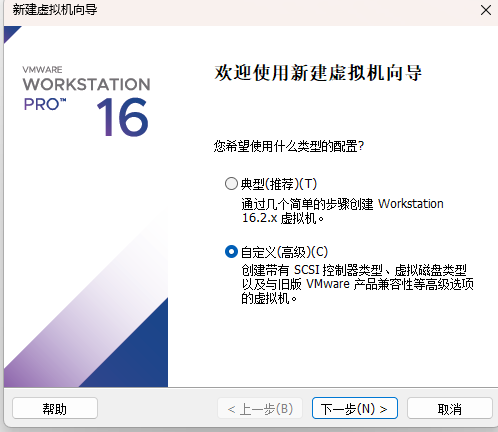 新建虚拟机向导
VMWARE
WORKSTATION
PRO™ 16
欢迎使用新建虚拟机向导
您希望使用什么类型的配置?
典型(推荐)(T)
通过几个简单的步骤创建 Workstation
16.2.x 虚拟机。
自定义(高级)(C)
创建带有 SCSI 控制器类型、虚拟磁盘类型
以及与旧版 VMware 产品兼容性等高级选项
的虚拟机。
帮助
< 上一步(B)
下一步(N) >
取消